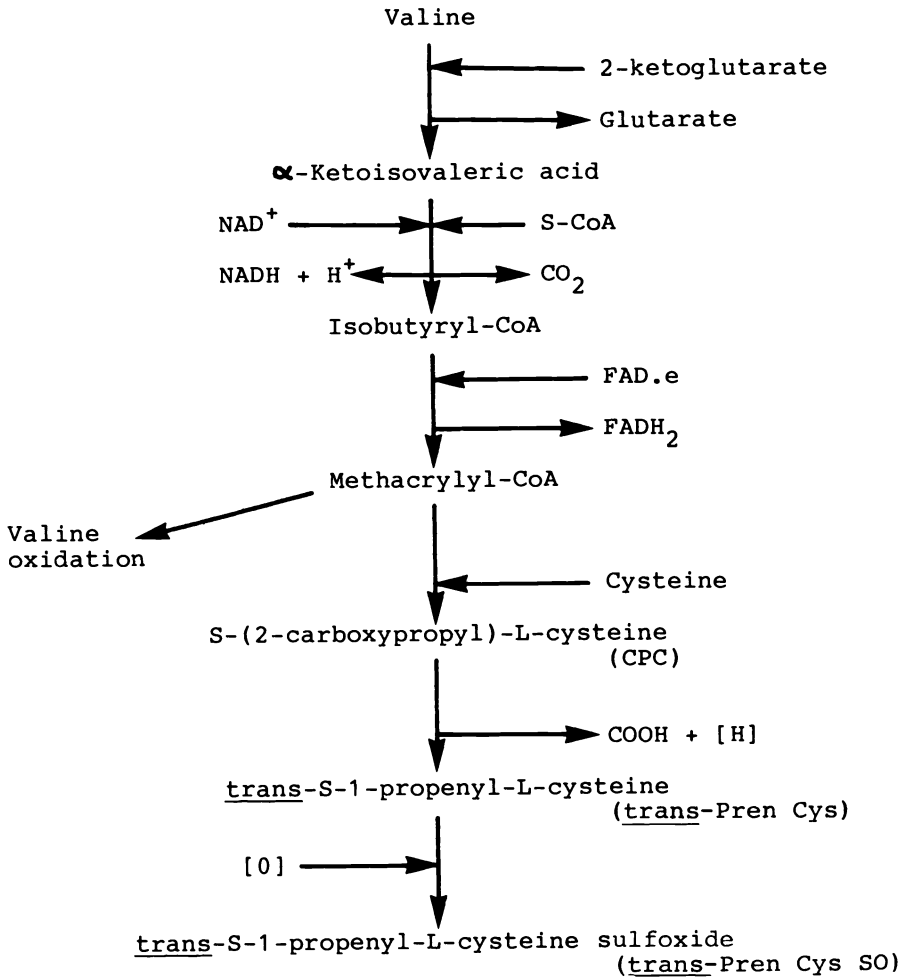 Valine
2-ketoglutarate
Glutarate
α-Ketoisovaleric acid
NAD⁺ S-CoA
NADH + H⁺ CO₂
Isobutyryl-CoA
FAD.e
FADH₂
Methacrylyl-CoA
Valine
oxidation
Cysteine
S-(2-carboxypropyl)-L-cysteine
(CPC)
COOH + [H]
trans-S-1-propenyl-L-cysteine
(trans-Pren Cys)
[O]
trans-S-1-propenyl-L-cysteine sulfoxide
(trans-Pren Cys SO)